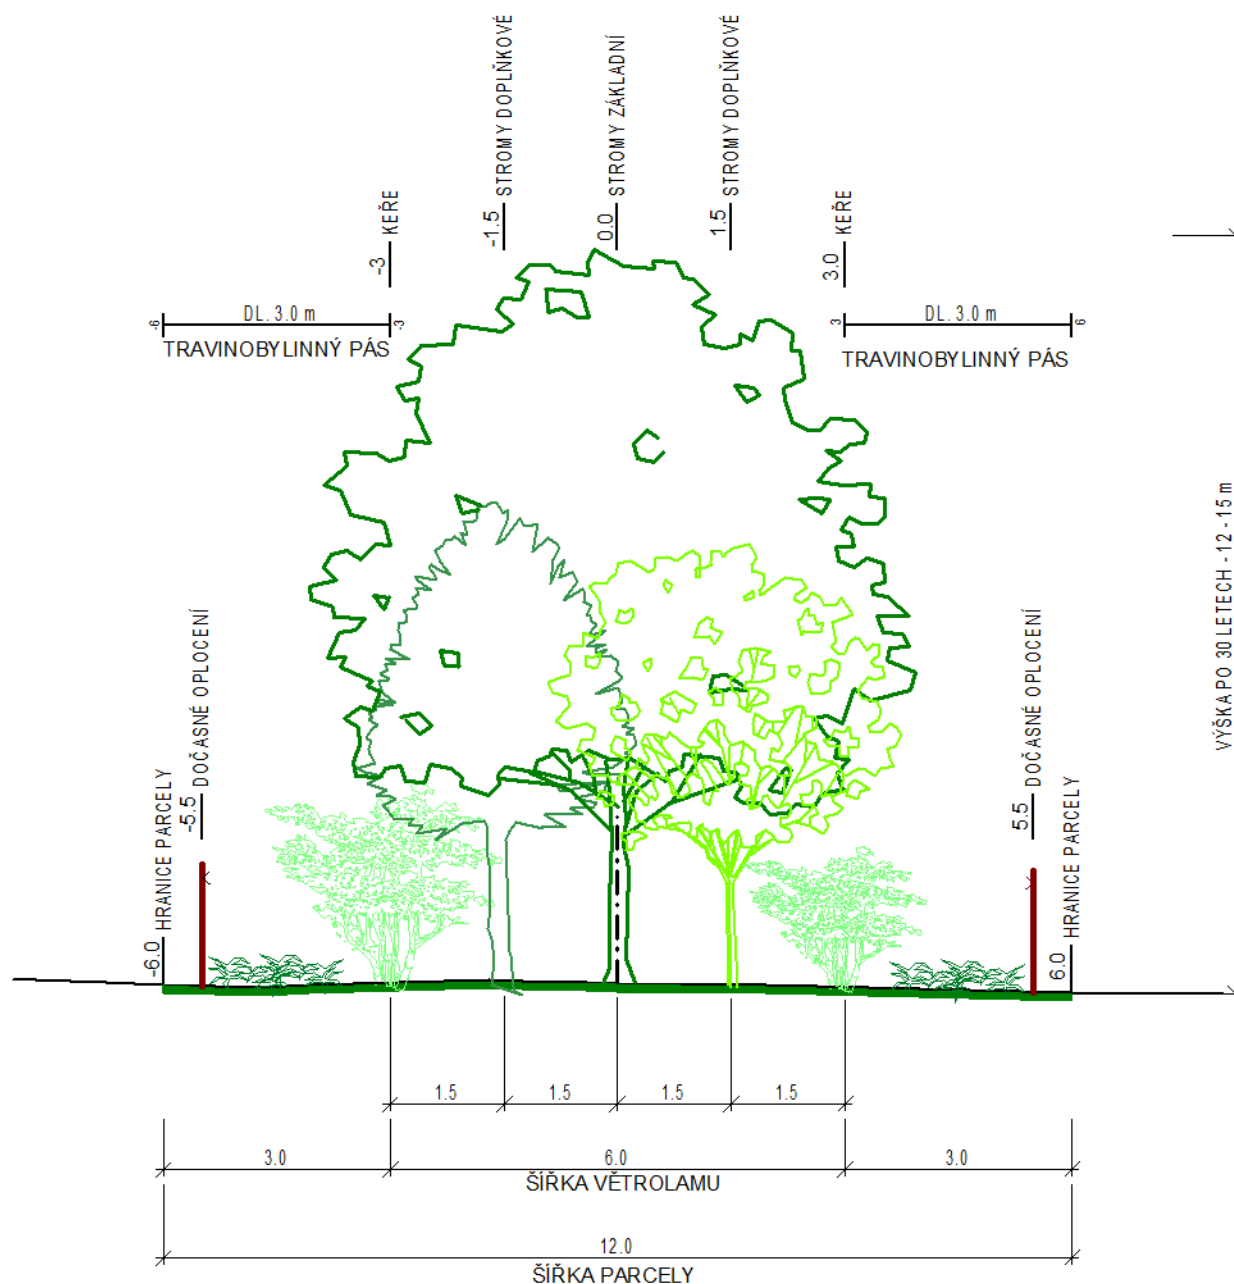 STROMY DOPLŇKOVÉ
STROMY ZÁKLADNÍ
STROMY DOPLŇKOVÉ
KEŘE
-1.5
0.0
1.5
KEŘE
-3
3.0
DL. 3.0 m
-6
-3
TRAVINOBYLINNÝ PÁS
DL. 3.0 m
3
6
TRAVINOBYLINNÝ PÁS
VÝŠKA PO 30 LETECH - 12 - 15 m
DOČASNÉ OPLOCENÍ
-5.5
HRANICE PARCELY
-6.0
DOČASNÉ OPLOCENÍ
5.5
HRANICE PARCELY
6.0
1.5
1.5
1.5
1.5
3.0
6.0
3.0
ŠÍŘKA VĚTROLAMU
12.0
ŠÍŘKA PARCELY